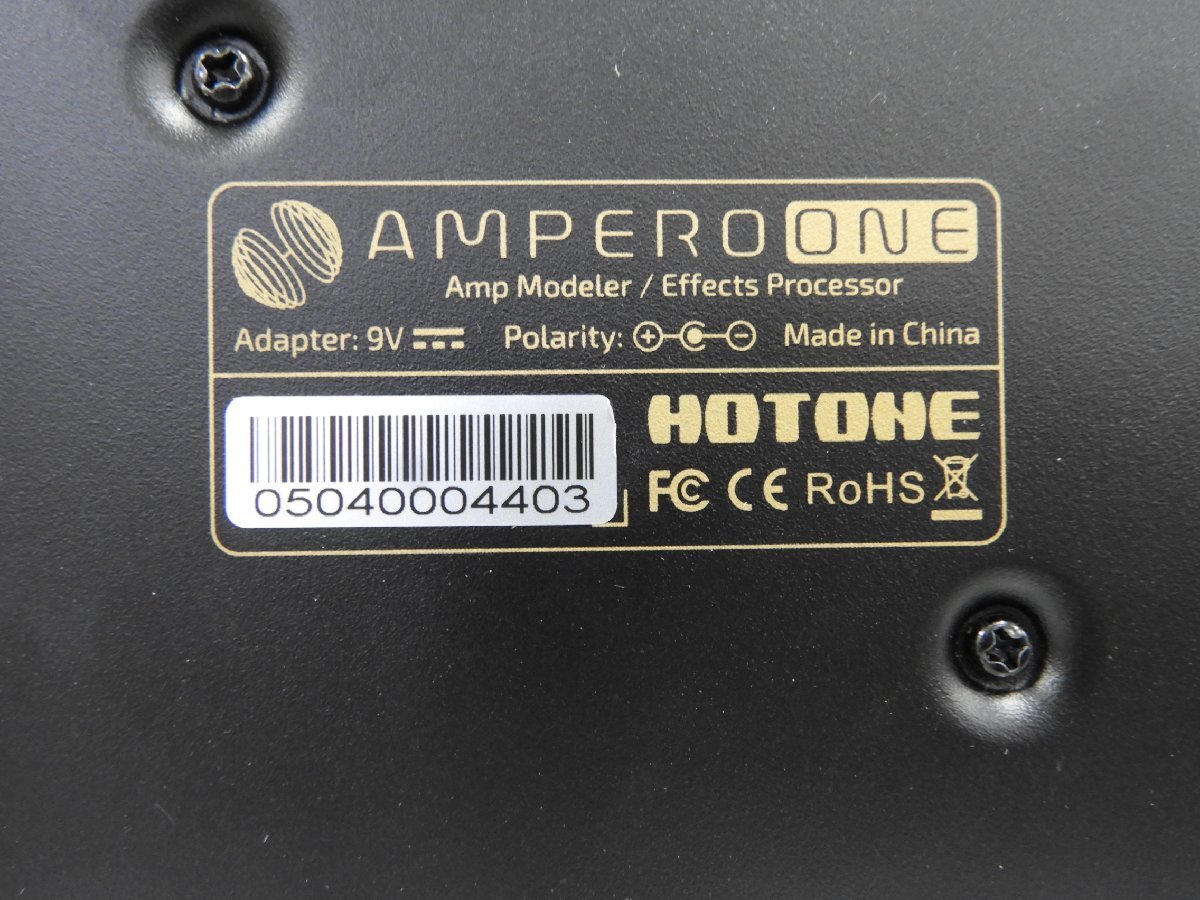 AMPERO ONE
Amp Modeler / Effects Processor
Adapter: 9V Polarity: Made in China
HOTONE
05040004403
FC CE RoHS